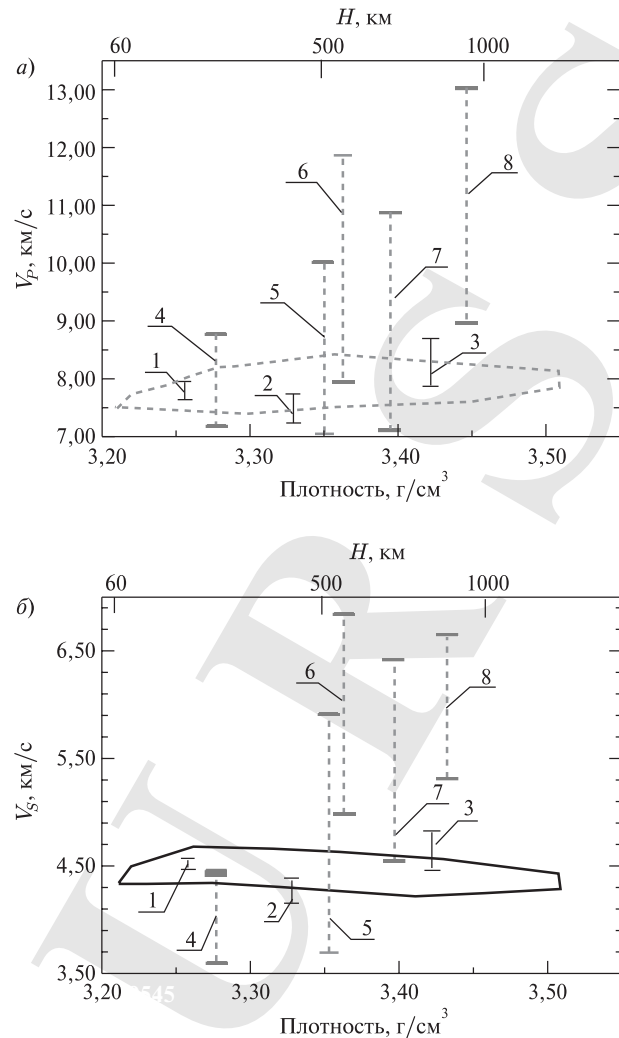 H, км
60 500 1000
а)
13,00
12,00
11,00
10,00
9,00
8,00
7,00
V_P, км/с
6
8
7
4
5
3
1
2
3,20 3,30 3,40 3,50
Плотность, г/см³
H, км
60 500 1000
б)
6,50
5,50
4,50
3,50
V_S, км/с
6
8
7
3
1
2
4
5
3,20 3,30 3,40 3,50
Плотность, г/см³
URSS